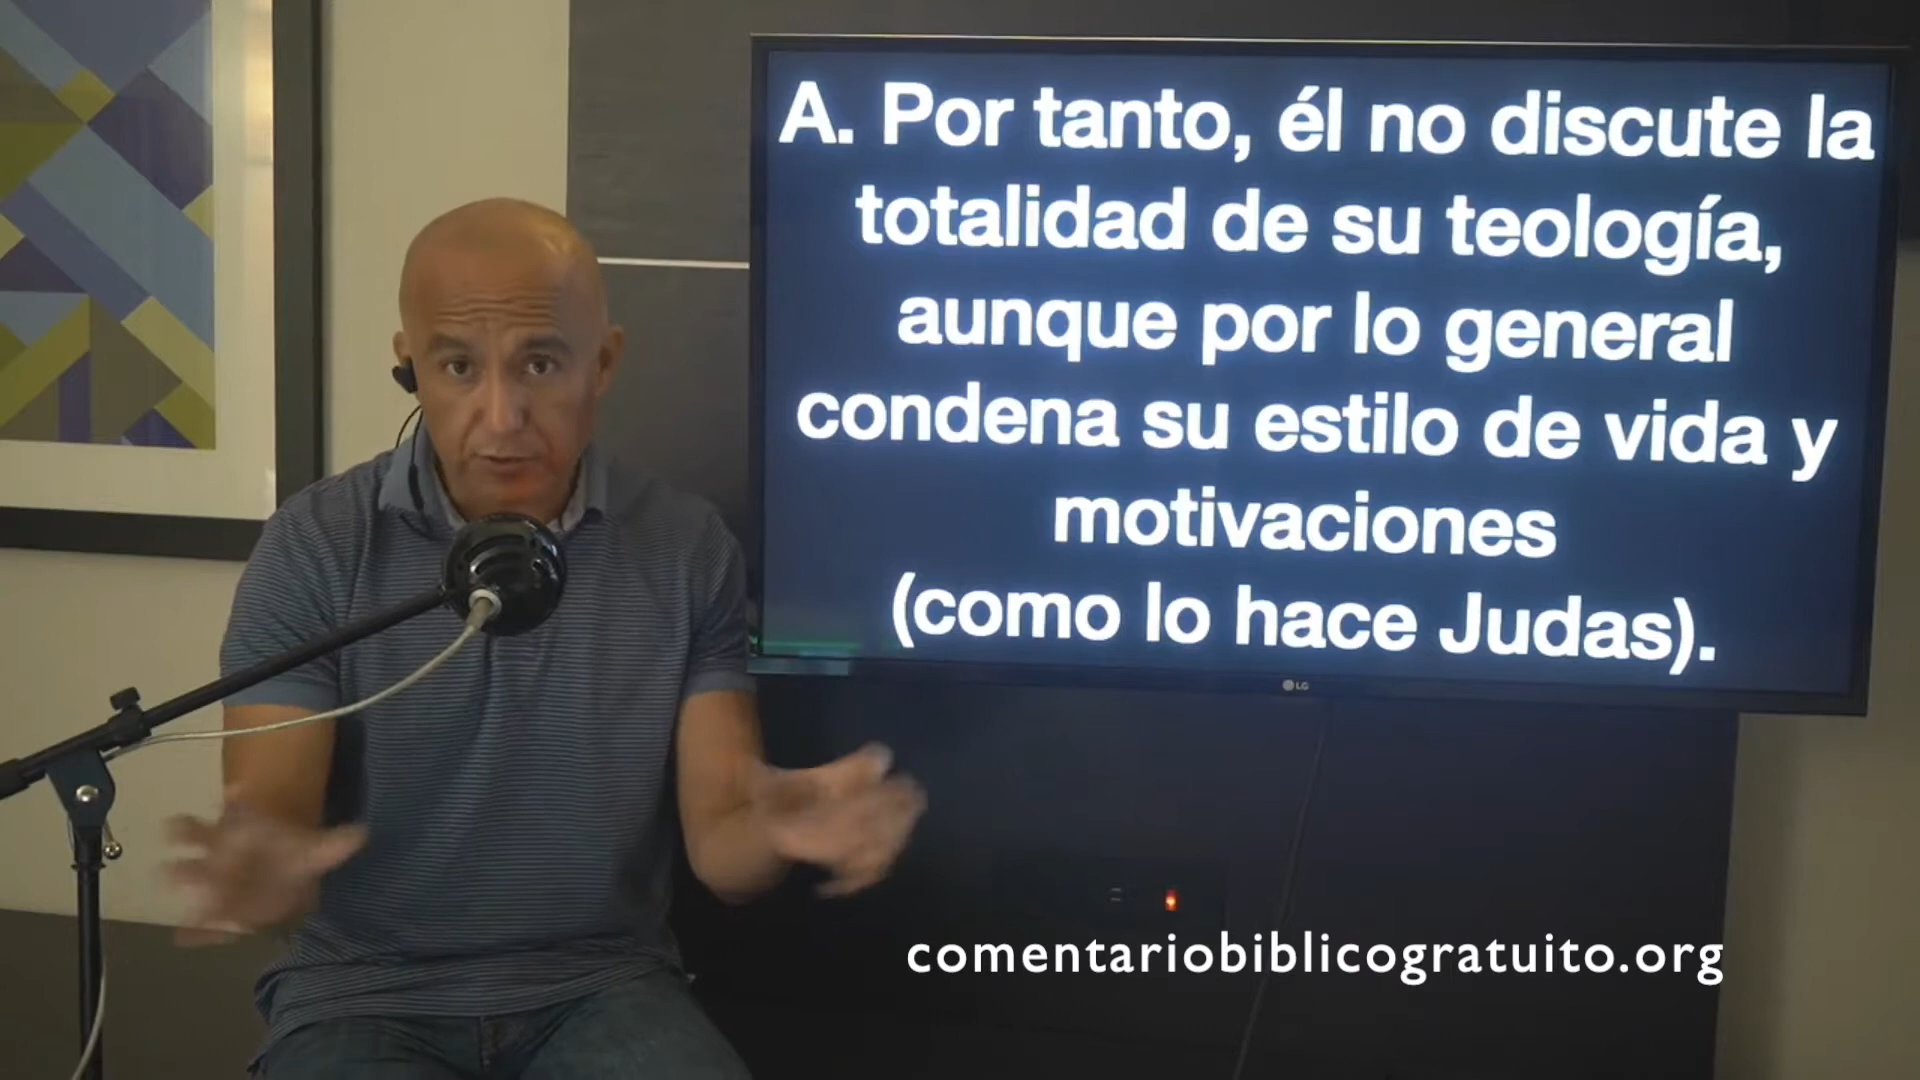 A. Por tanto, él no discute la
totalidad de su teología,
aunque por lo general
condena su estilo de vida y
motivaciones
(como lo hace Judas).
LG
comentariobiblicogratuito.org